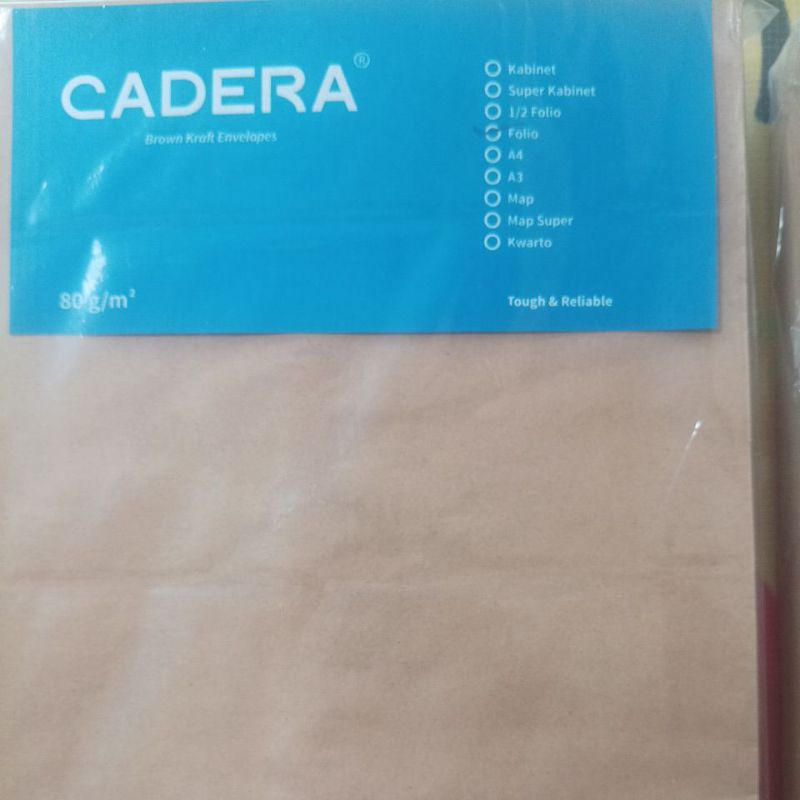 CADERA®
Brown Kraft Envelopes
Kabinet
Super Kabinet
1/2 Folio
Folio
A4
A3
Map
Map Super
Kwarto
80 g/m²
Tough & Reliable